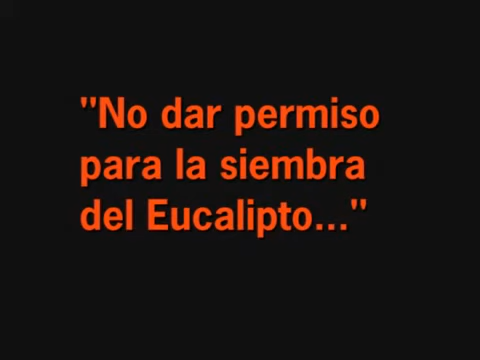 "No dar permiso
para la siembra
del Eucalipto..."